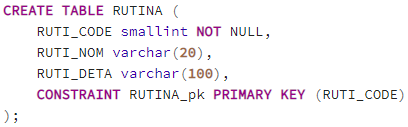 CREATE TABLE RUTINA (
    RUTI_CODE smallint NOT NULL,
    RUTI_NOM varchar(20),
    RUTI_DETA varchar(100),
    CONSTRAINT RUTINA_pk PRIMARY KEY (RUTI_CODE)
);